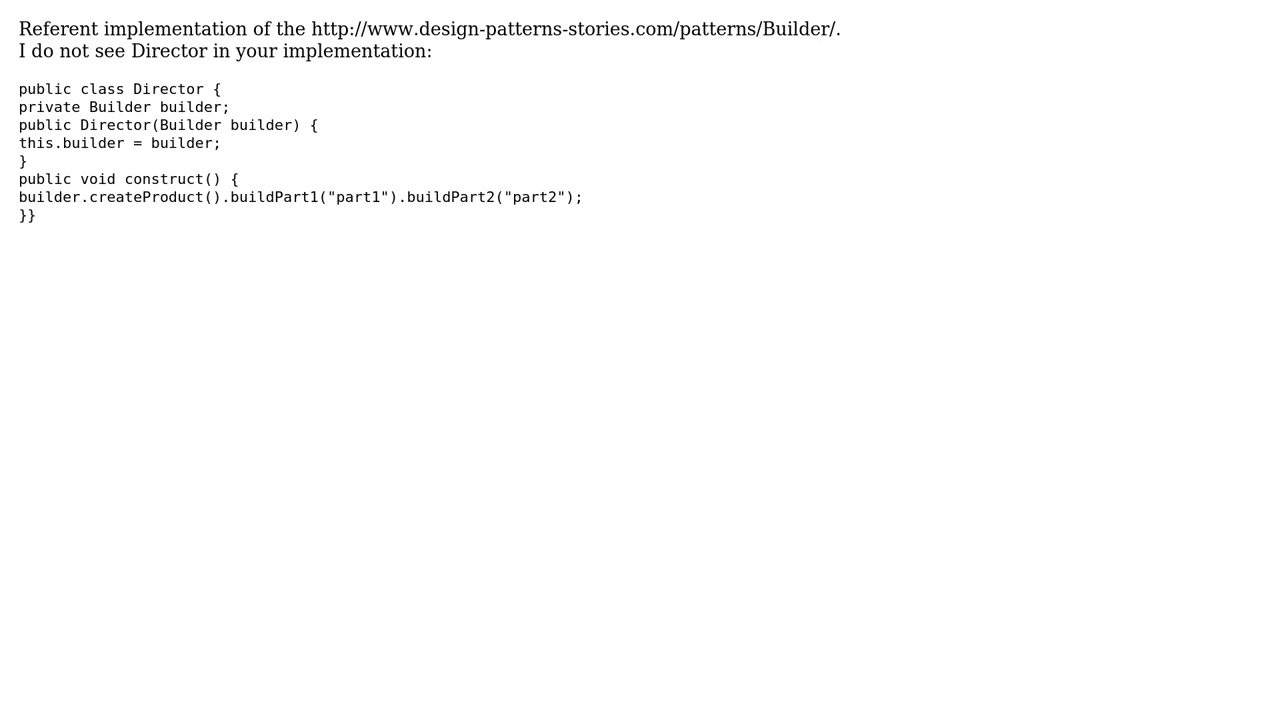 Referent implementation of the http://www.design-patterns-stories.com/patterns/Builder/.
I do not see Director in your implementation:
public class Director {
private Builder builder;
public Director(Builder builder) {
this.builder = builder;
}
public void construct() {
builder.createProduct().buildPart1("part1").buildPart2("part2");
}}